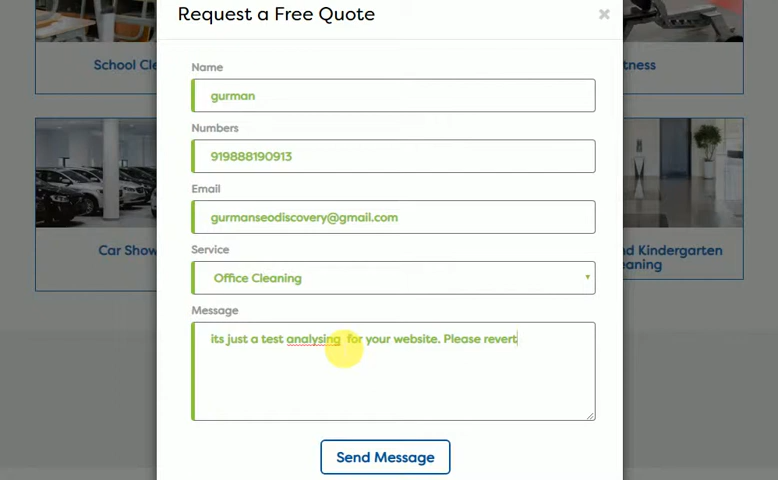 Request a Free Quote ×
School Cle
tness
Name
gurman
Numbers
919888190913
Email
gurmanseodiscovery@gmail.com
Service
Car Show
nd Kindergarten
aning
Office Cleaning
Message
its just a test analysing for your website. Please revert
Send Message